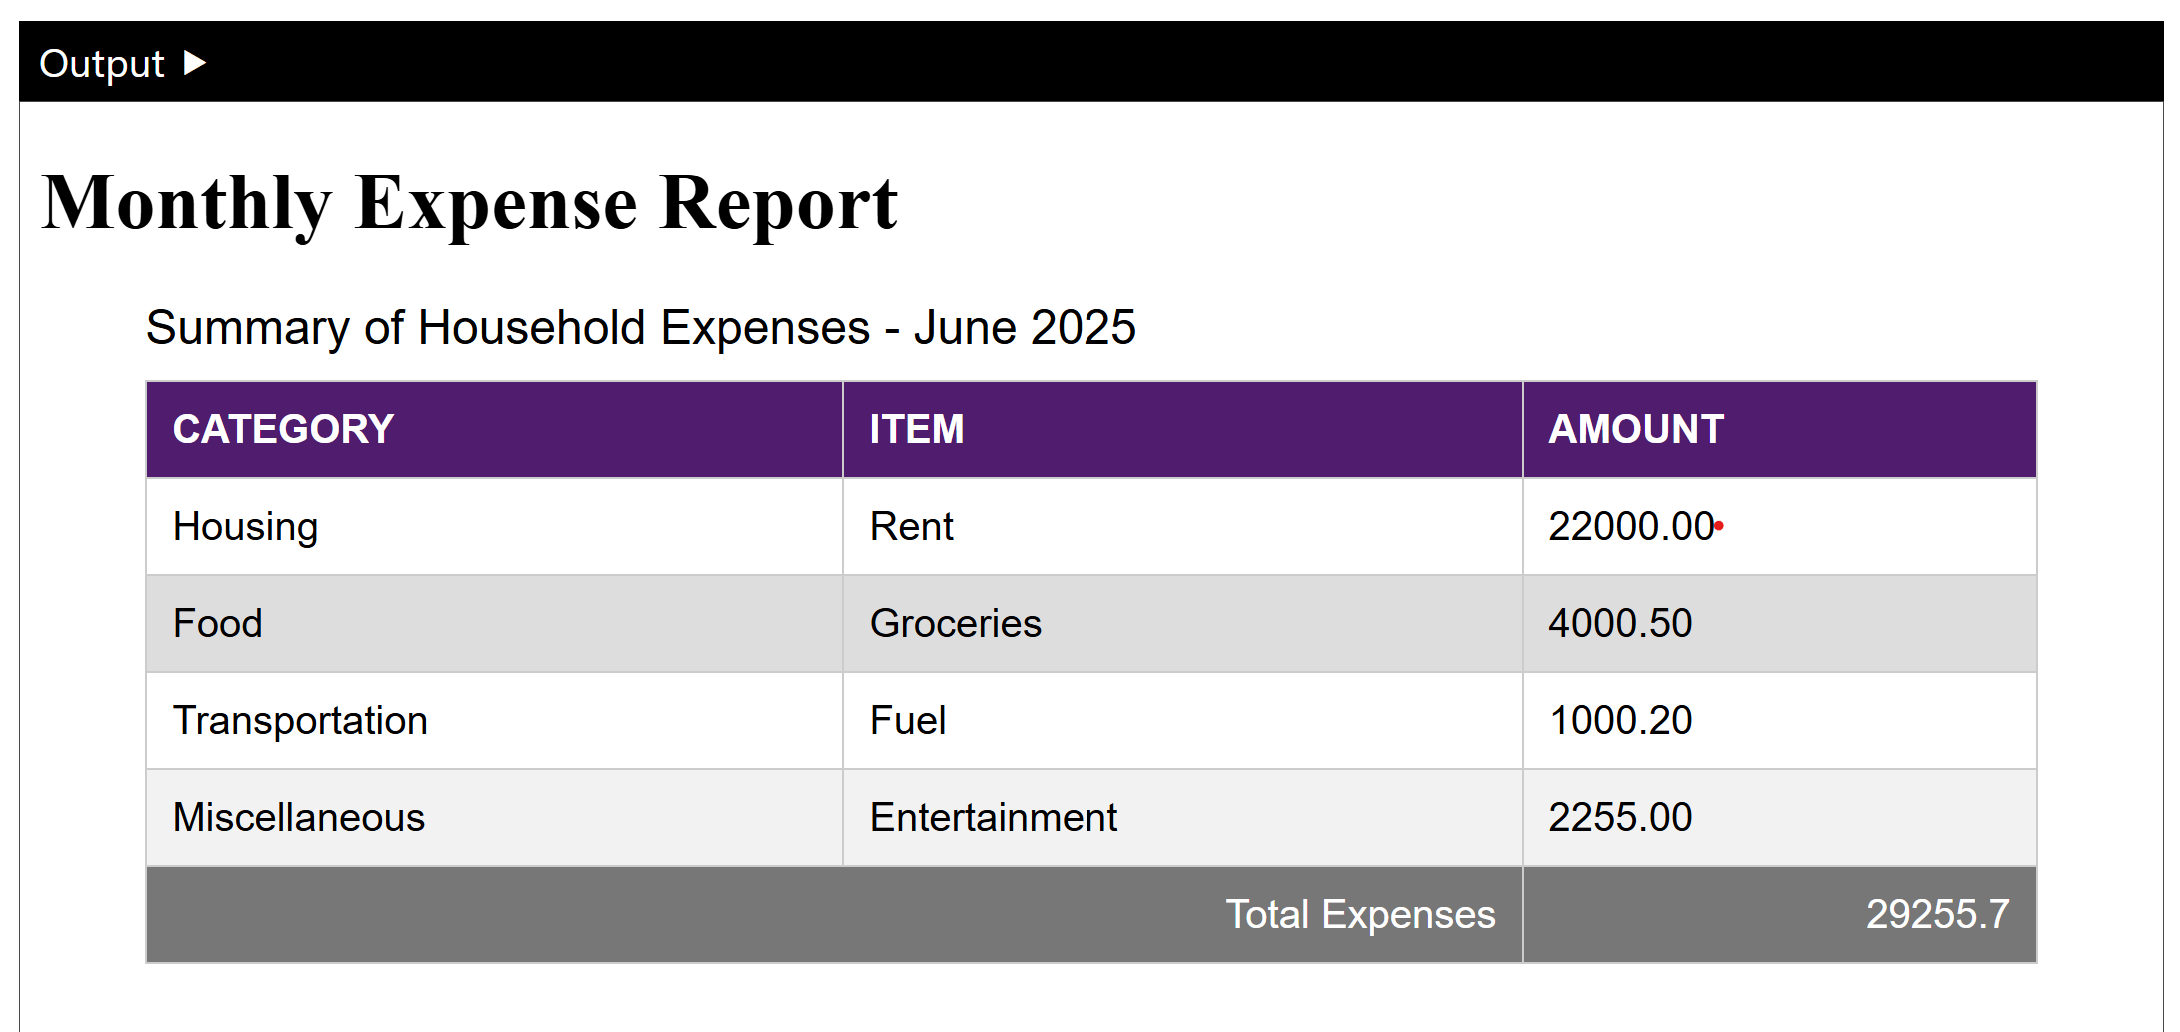 Output
Monthly Expense Report
Summary of Household Expenses - June 2025
CATEGORY ITEM AMOUNT
Housing Rent 22000.00
Food Groceries 4000.50
Transportation Fuel 1000.20
Miscellaneous Entertainment 2255.00
Total Expenses 29255.7